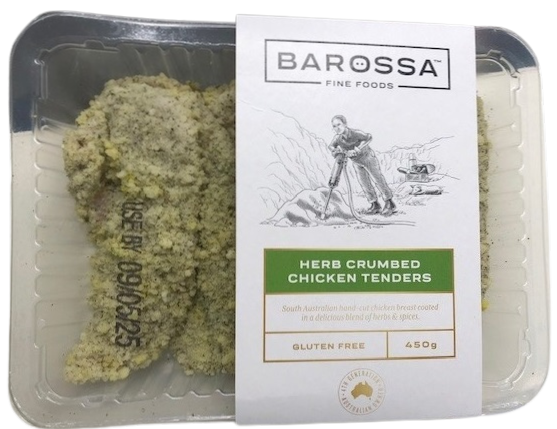 BAROSSA™
FINE FOODS
HERB CRUMBED
CHICKEN TENDERS
South Australian hand-cut chicken breast coated
in a delicious blend of herbs & spices.
GLUTEN FREE
450g
USE BY 09/05/25